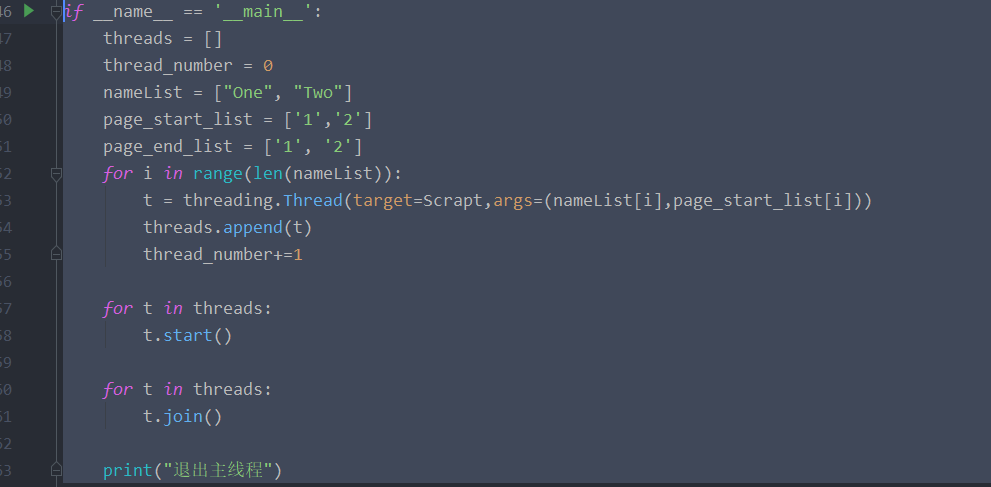 46 if __name__ == '__main__':
47 threads = []
48 thread_number = 0
49 nameList = ["One", "Two"]
50 page_start_list = ['1','2']
51 page_end_list = ['1', '2']
52 for i in range(len(nameList)):
53 t = threading.Thread(target=Scrapt,args=(nameList[i],page_start_list[i]))
54 threads.append(t)
55 thread_number+=1
56
57 for t in threads:
58 t.start()
59
60 for t in threads:
61 t.join()
62
63 print("退出主线程")